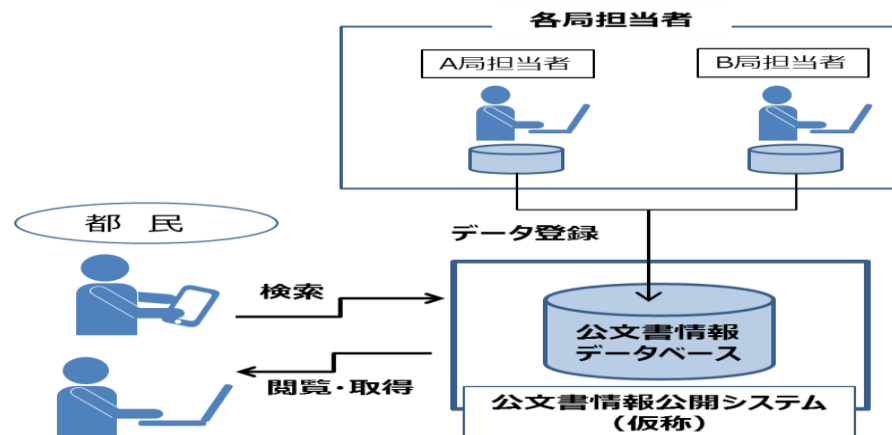 各局担当者
A局担当者
B局担当者
都　民
データ登録
検索
公文書情報
データベース
閲覧・取得
公文書情報公開システム
（仮称）